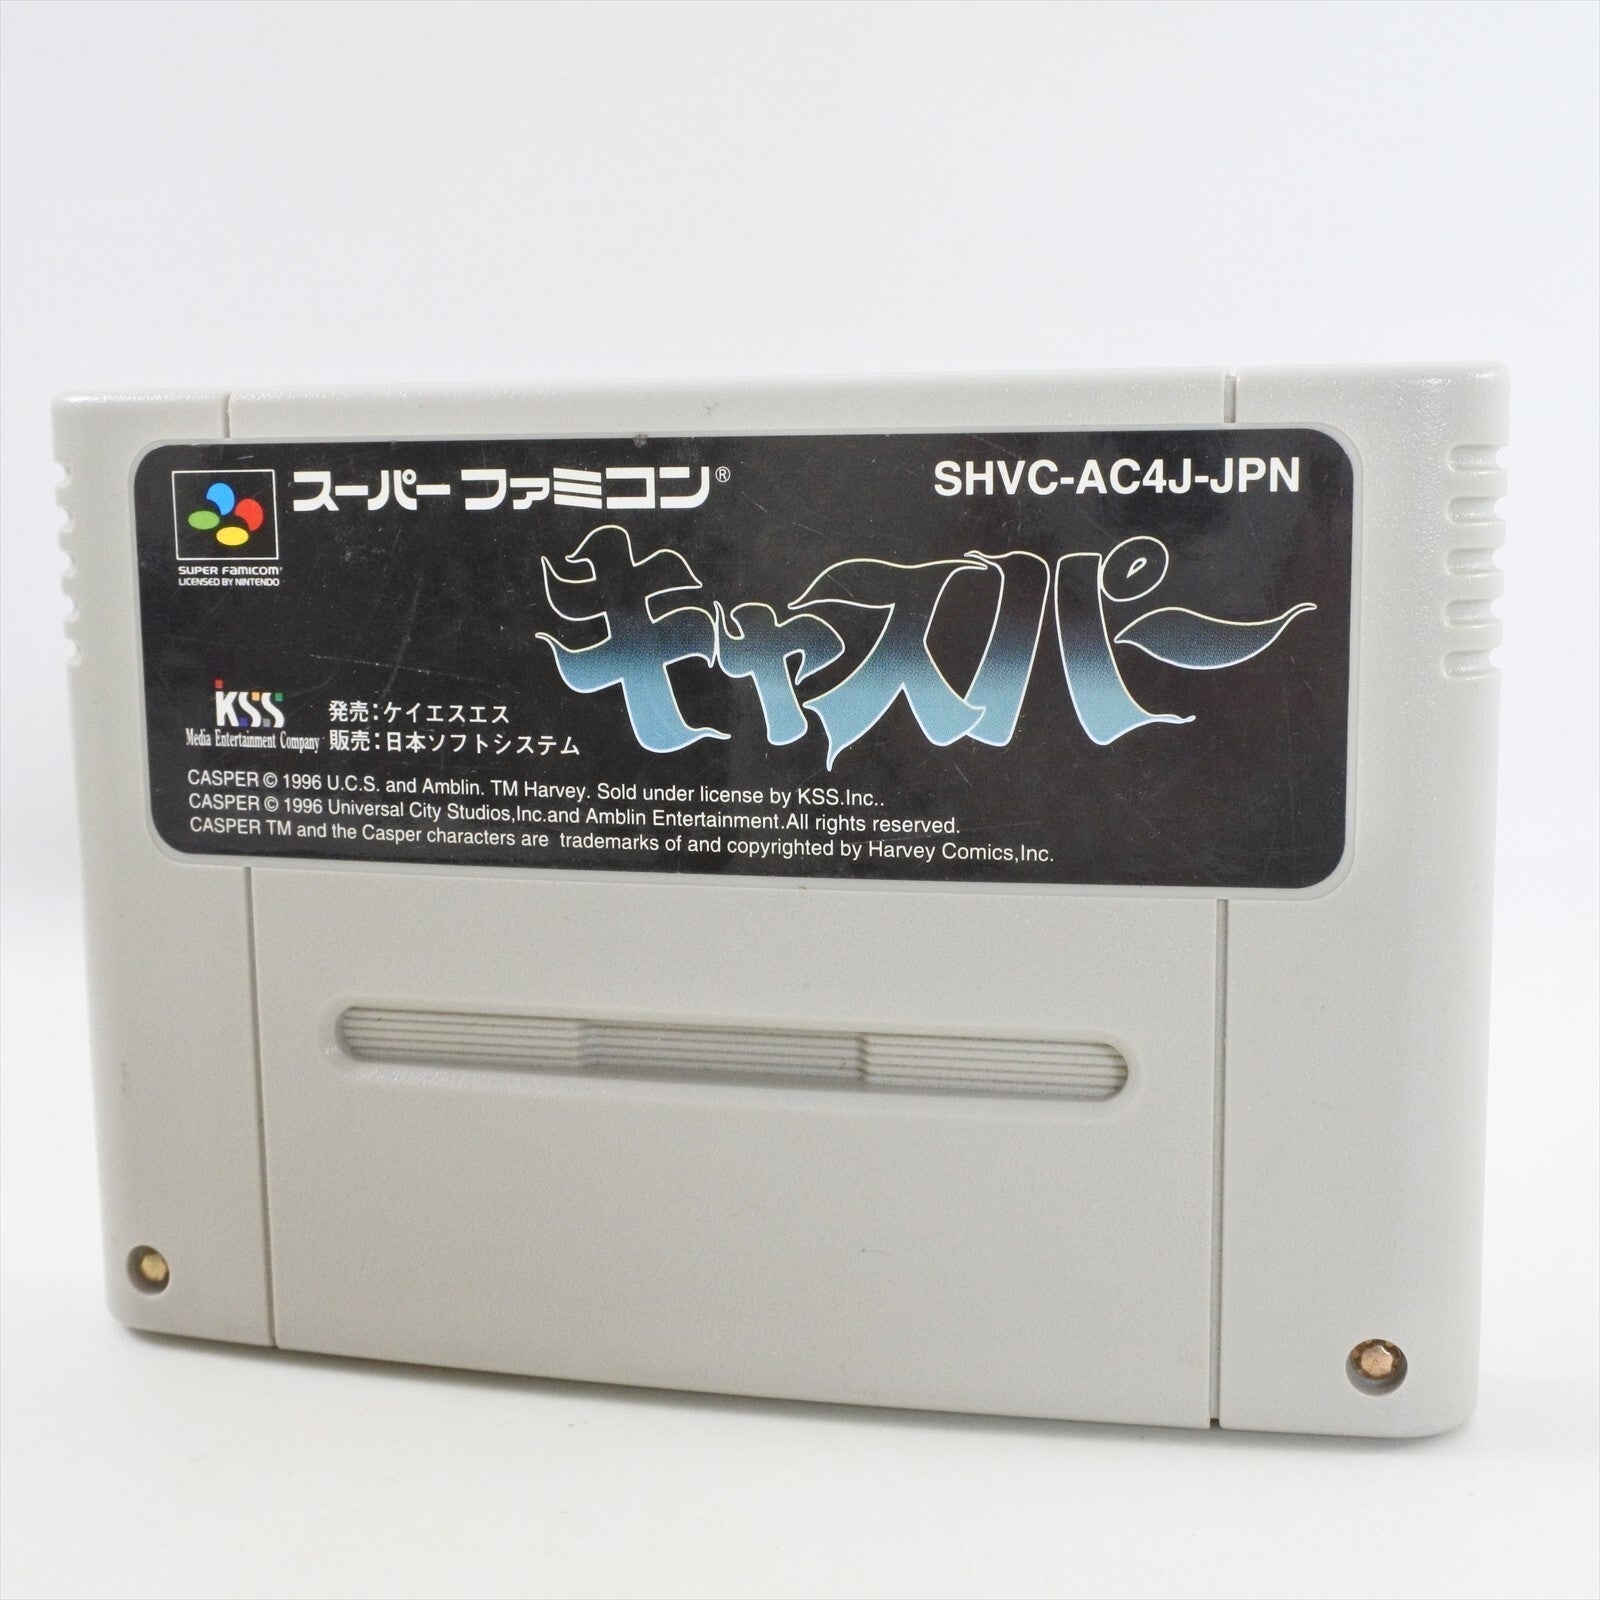 スーパーファミコン®
SHVC-AC4J-JPN
SUPER FAMICOM
LICENSED BY NINTENDO
キャスパー
KSS
Media Entertainment Company
発売:ケイエスエス
販売:日本ソフトシステム
CASPER © 1996 U.C.S. and Amblin. TM Harvey. Sold under license by KSS.Inc..
CASPER © 1996 Universal City Studios,Inc.and Amblin Entertainment.All rights reserved.
CASPER TM and the Casper characters are trademarks of and copyrighted by Harvey Comics,Inc.